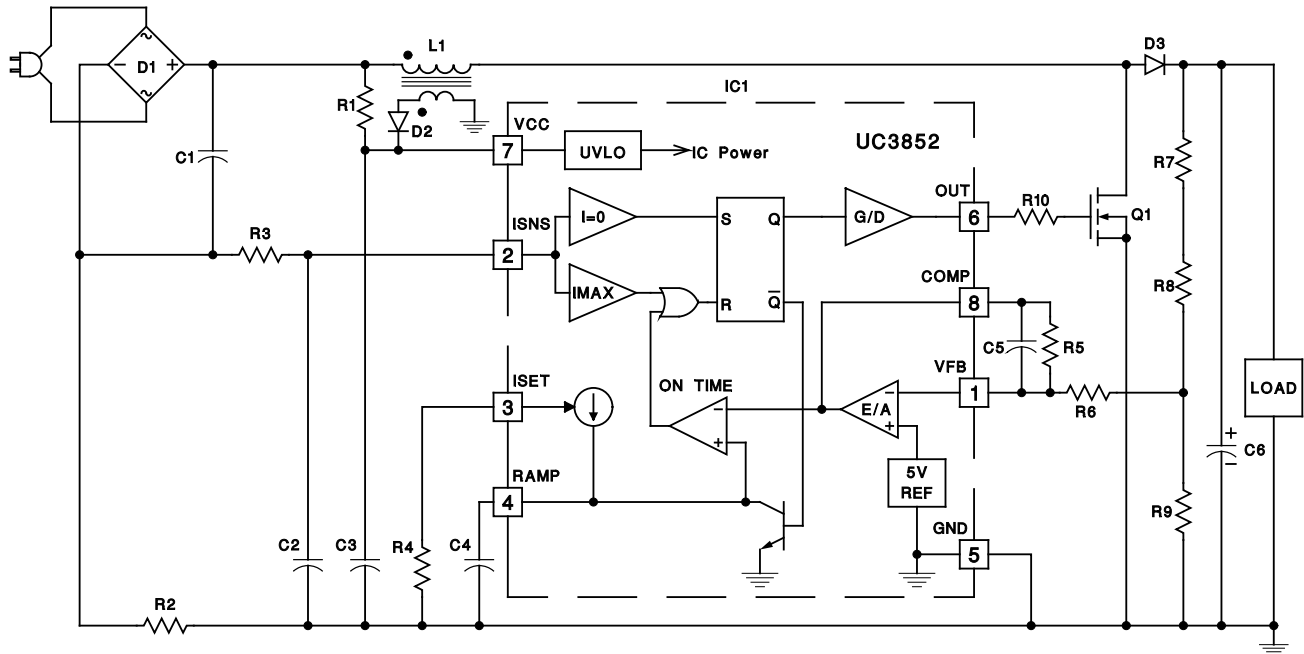 L1
D3
D1
IC1
R1
D2
VCC
7
UVLO
IC Power
UC3852
C1
R7
OUT
ISNS
I=0
S
Q
G/D
6
R10
Q1
R3
2
IMAX
R
Q
COMP
8
R8
C5
R5
VFB
ISET
ON TIME
1
LOAD
3
E/A
R6
5V
REF
C6
RAMP
4
R9
GND
C2
C3
R4
C4
5
R2